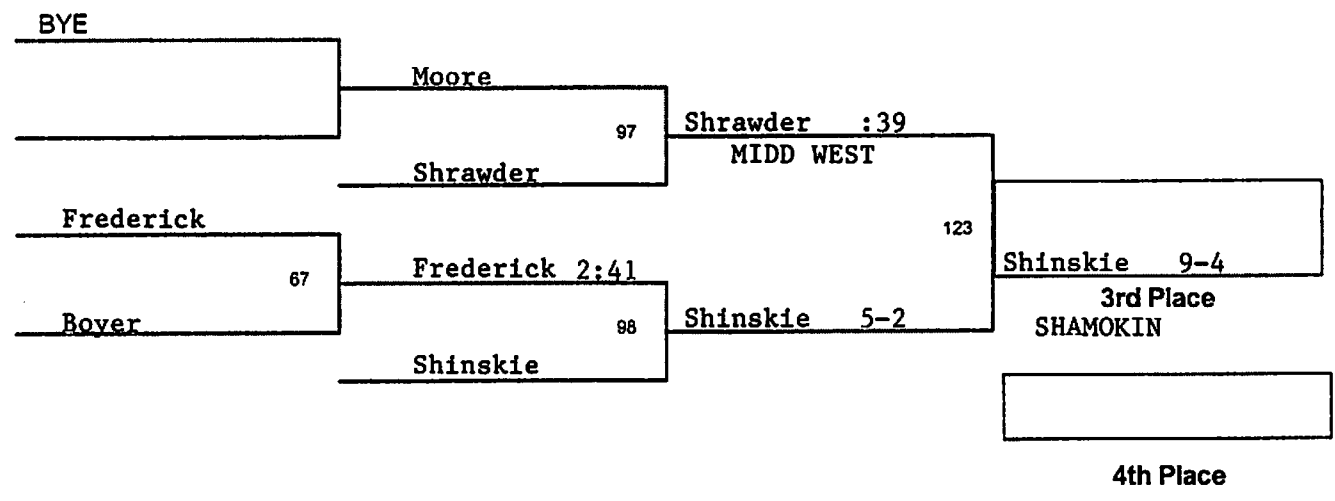 BYE
Moore
97
Shrawder :39
MIDD WEST
Shrawder
Frederick
123
67
Frederick 2:41
Shinskie 9-4
3rd Place
Boyer
98
Shinskie 5-2
SHAMOKIN
Shinskie
4th Place